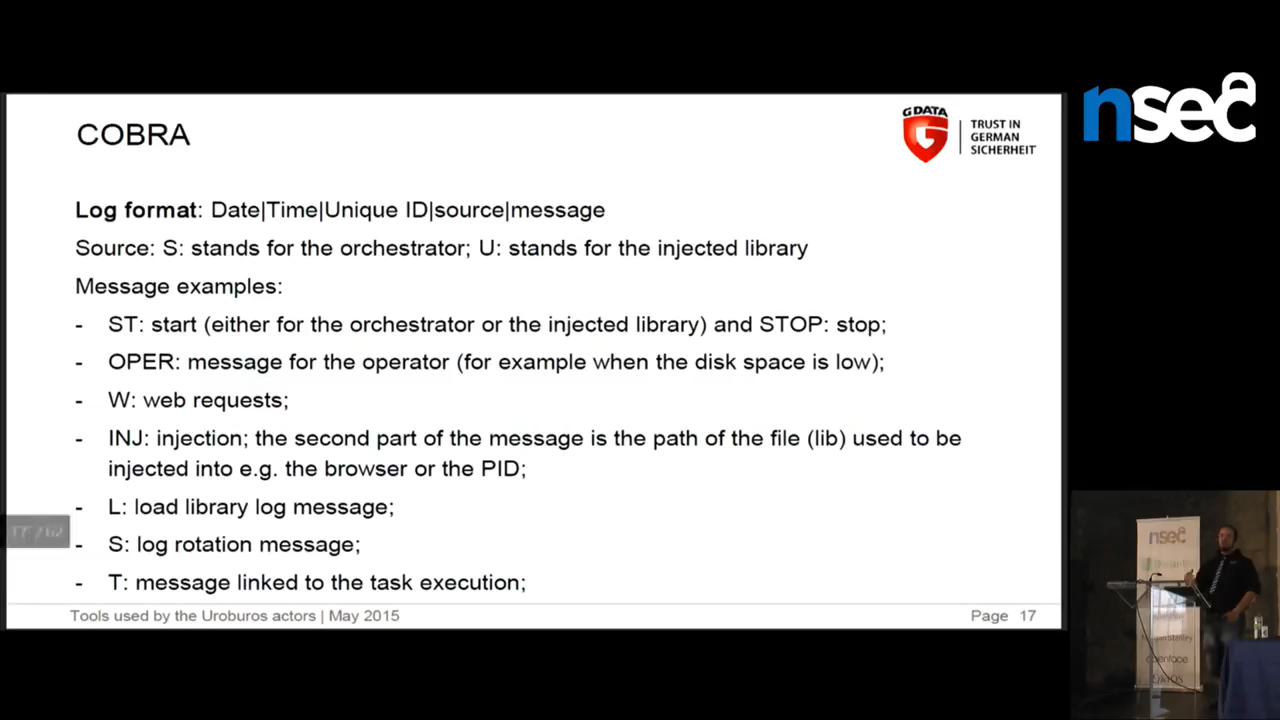 COBRA
G DATA
TRUST IN
GERMAN
SICHERHEIT
nsec
Log format: Date|Time|Unique ID|source|message
Source: S: stands for the orchestrator; U: stands for the injected library
Message examples:
- ST: start (either for the orchestrator or the injected library) and STOP: stop;
- OPER: message for the operator (for example when the disk space is low);
- W: web requests;
- INJ: injection; the second part of the message is the path of the file (lib) used to be
injected into e.g. the browser or the PID;
- L: load library log message;
- S: log rotation message;
- T: message linked to the task execution;
Tools used by the Uroburos actors | May 2015
Page 17
nsec